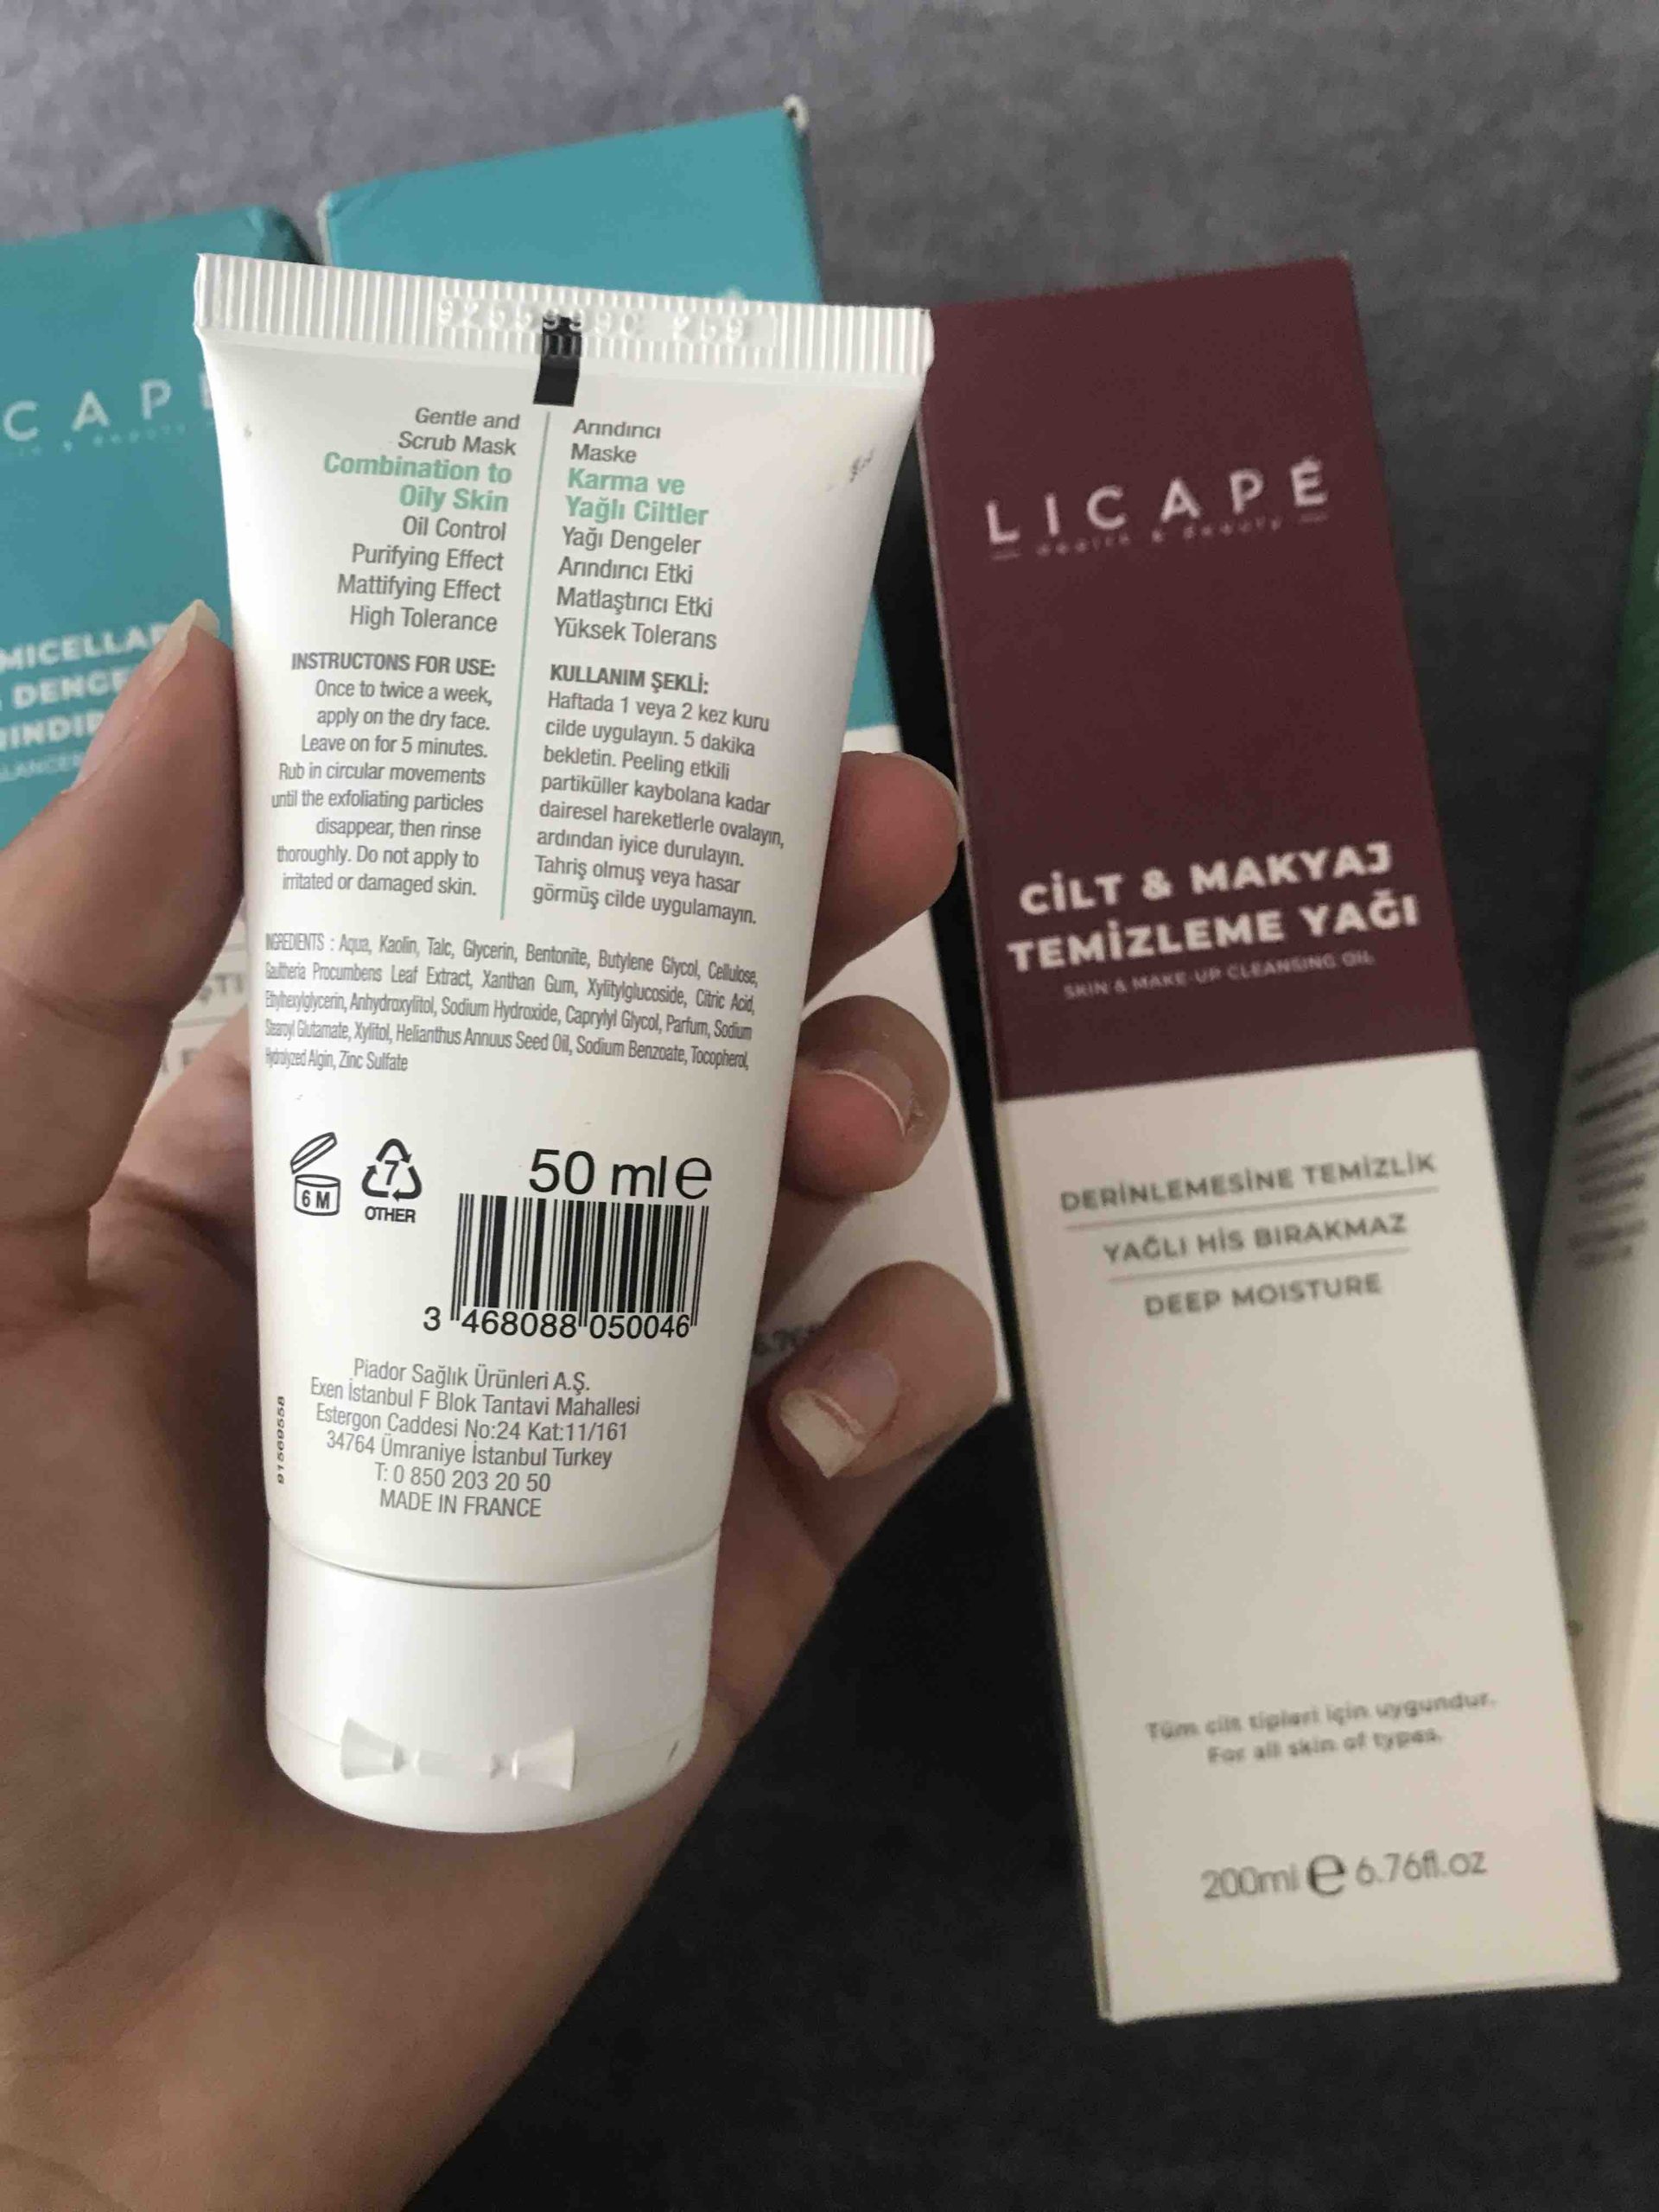 Gentle and
Scrub Mask
Combination to
Oily Skin
Oil Control
Purifying Effect
Mattifying Effect
High Tolerance
INSTRUCTONS FOR USE:
Once to twice a week,
apply on the dry face.
Leave on for 5 minutes.
Rub in circular movements
until the exfoliating particles
disappear, then rinse
thoroughly. Do not apply to
irritated or damaged skin.
Arındırıcı
Maske
Karma ve
Yağlı Ciltler
Yağı Dengeler
Arındırıcı Etki
Matlaştırıcı Etki
Yüksek Tolerans
KULLANIM ŞEKLİ:
Haftada 1 veya 2 kez kuru
cilde uygulayın. 5 dakika
bekletin. Peeling etkili
partiküller kaybolana kadar
dairesel hareketlerle ovalayın,
ardından iyice durulayın.
Tahriş olmuş veya hasar
görmüş cilde uygulamayın.
INGREDIENTS : Aqua, Kaolin, Talc, Glycerin, Bentonite, Butylene Glycol, Cellulose,
Gaultheria Procumbens Leaf Extract, Xanthan Gum, Xylitylglucoside, Citric Acid,
Ethylhexylglycerin, Anhydroxylitol, Sodium Hydroxide, Caprylyl Glycol, Parfum, Sodium
Stearoyl Glutamate, Xylitol, Helianthus Annuus Seed Oil, Sodium Benzoate, Tocopherol,
Hydrolyzed Algin, Zinc Sulfate
6 M
7
OTHER
50 ml e
3 468088 050046
Piador Sağlık Ürünleri A.Ş.
Exen İstanbul F Blok Tantavi Mahallesi
Estergon Caddesi No:24 Kat:11/161
34764 Ümraniye İstanbul Turkey
T: 0 850 203 20 50
MADE IN FRANCE
91569558
CAPE
MICELLAR
DENGE
LICAPÉ
Health & Beauty
CİLT & MAKYAJ
TEMİZLEME YAĞI
SKIN & MAKE-UP CLEANSING OIL
DERİNLEMESİNE TEMİZLİK
YAĞLI HİS BIRAKMAZ
DEEP MOISTURE
Tüm cilt tipleri için uygundur.
For all skin of types.
200ml e 6.76fl.oz